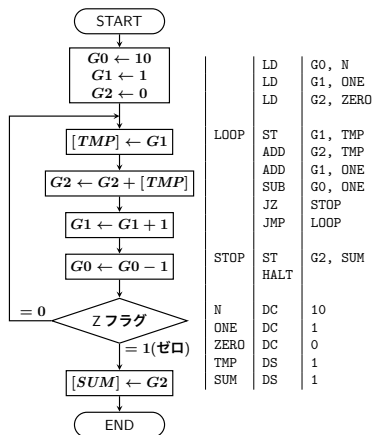 START
G0 ← 10
G1 ← 1
G2 ← 0
[TMP] ← G1
G2 ← G2 + [TMP]
G1 ← G1 + 1
G0 ← G0 − 1
= 0
Z フラグ
= 1(ゼロ)
[SUM] ← G2
END
LD G0, N
LD G1, ONE
LD G2, ZERO
LOOP ST G1, TMP
ADD G2, TMP
ADD G1, ONE
SUB G0, ONE
JZ STOP
JMP LOOP
STOP ST G2, SUM
HALT
N DC 10
ONE DC 1
ZERO DC 0
TMP DS 1
SUM DS 1